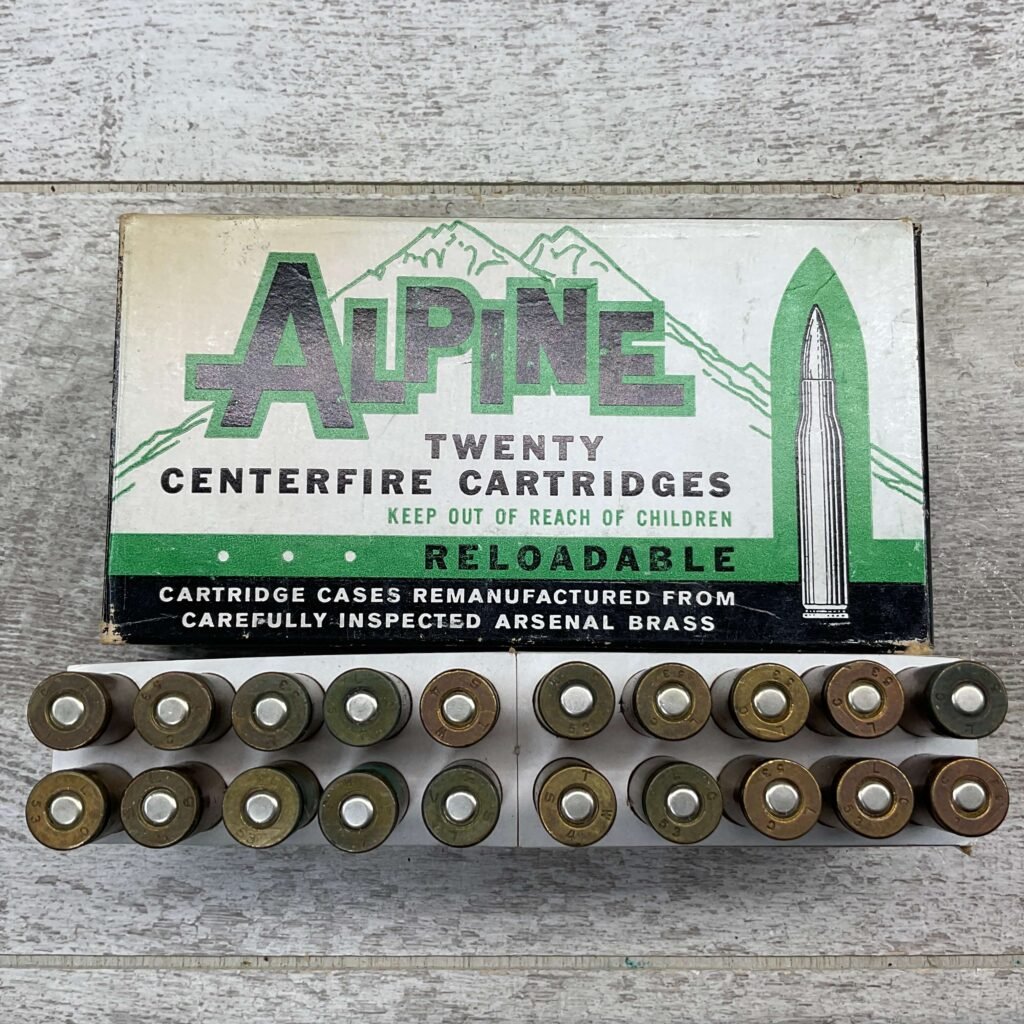 ALPINE
TWENTY
CENTERFIRE CARTRIDGES
KEEP OUT OF REACH OF CHILDREN
RELOADABLE
CARTRIDGE CASES REMANUFACTURED FROM
CAREFULLY INSPECTED ARSENAL BRASS